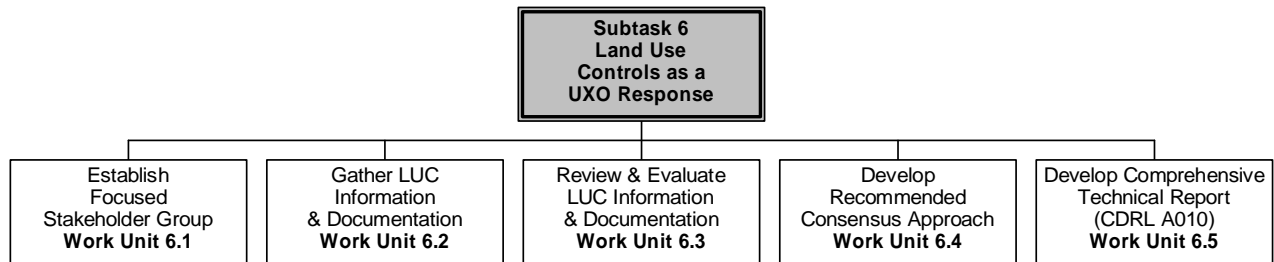 Subtask 6
Land Use
Controls as a
UXO Response
Establish
Focused
Stakeholder Group
Work Unit 6.1
Gather LUC
Information
& Documentation
Work Unit 6.2
Review & Evaluate
LUC Information
& Documentation
Work Unit 6.3
Develop
Recommended
Consensus Approach
Work Unit 6.4
Develop Comprehensive
Technical Report
(CDRL A010)
Work Unit 6.5